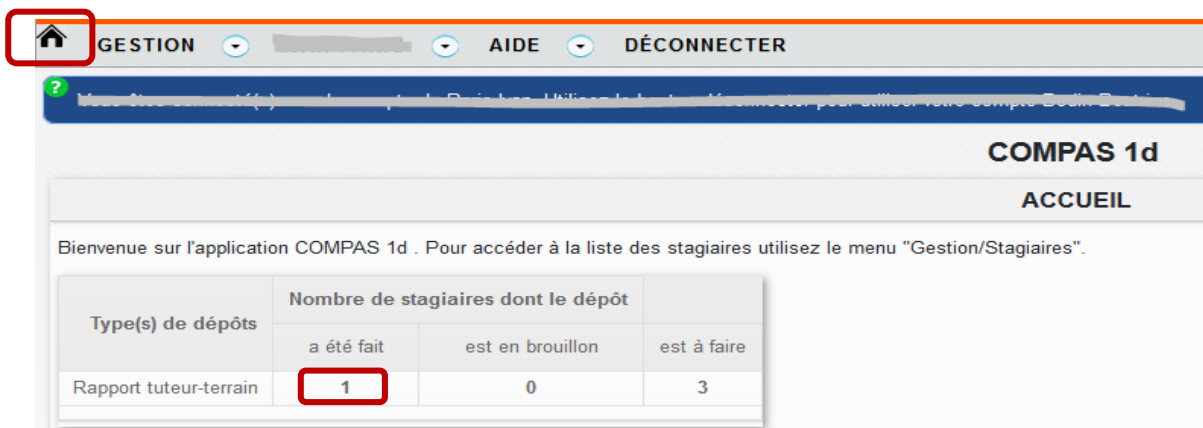 GESTION AIDE DÉCONNECTER
?
COMPAS 1d
ACCUEIL
Bienvenue sur l'application COMPAS 1d . Pour accéder à la liste des stagiaires utilisez le menu "Gestion/Stagiaires".
Type(s) de dépôts Nombre de stagiaires dont le dépôt
a été fait est en brouillon est à faire
Rapport tuteur-terrain 1 0 3